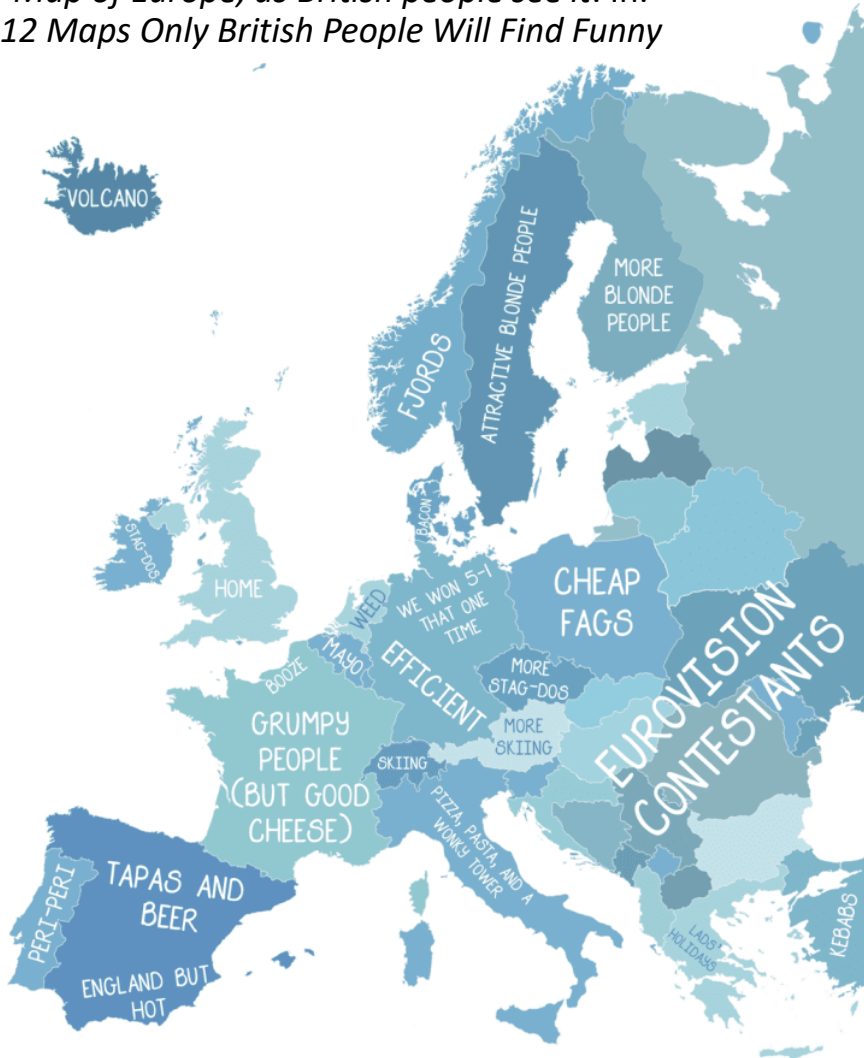 Map of Europe, as British people see it. In:
12 Maps Only British People Will Find Funny
VOLCANO
ATTRACTIVE BLONDE PEOPLE
MORE
BLONDE
PEOPLE
FJORDS
BACON
STAG-DOS
HOME
WEED
WE WON 5-1
THAT ONE
TIME
CHEAP
FAGS
MAYO
EFFICIENT
BOOZE
MORE
STAG-DOS
EUROVISION
CONTESTANTS
GRUMPY
PEOPLE
(BUT GOOD
CHEESE)
MORE
SKIING
SKIING
PIZZA, PASTA, AND A
WONKY TOWER
PERI-PERI
TAPAS AND
BEER
ENGLAND BUT
HOT
LADS'
HOLIDAYS
KEBABS